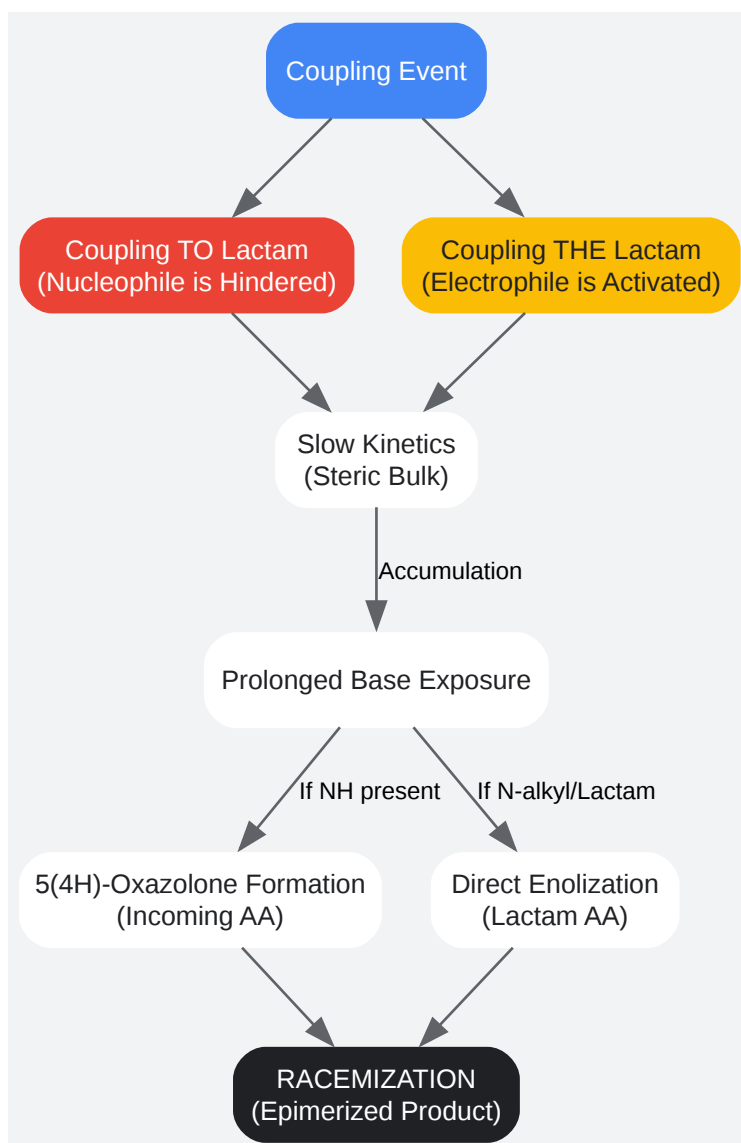 Coupling Event
Coupling TO Lactam
(Nucleophile is Hindered)
Coupling THE Lactam
(Electrophile is Activated)
Slow Kinetics
(Steric Bulk)
Accumulation
Prolonged Base Exposure
If NH present
If N-alkyl/Lactam
5(4H)-Oxazolone Formation
(Incoming AA)
Direct Enolization
(Lactam AA)
RACEMIZATION
(Epimerized Product)